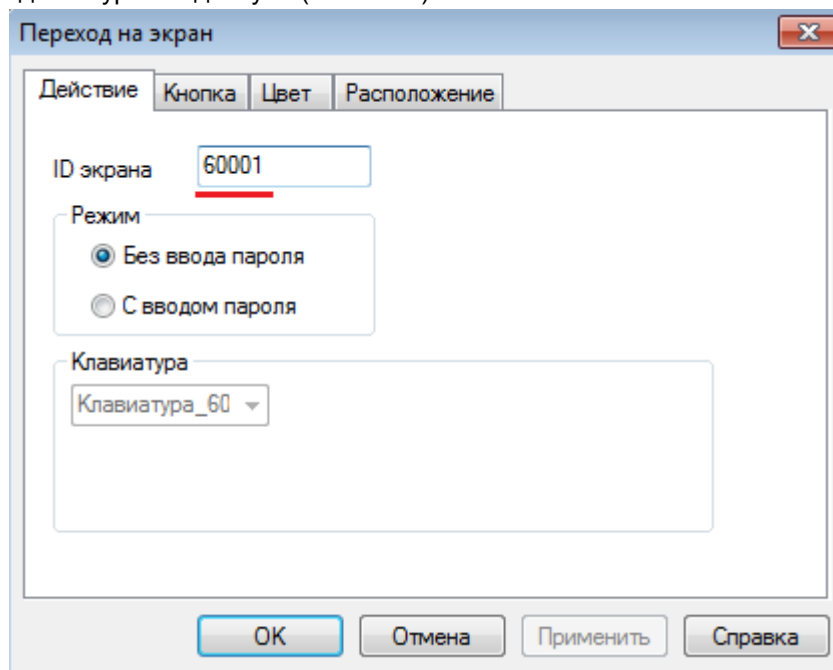 Переход на экран
Действие Кнопка Цвет Расположение
ID экрана 60001
Режим
Без ввода пароля
С вводом пароля
Клавиатура
Клавиатура_60
OK Отмена Применить Справка